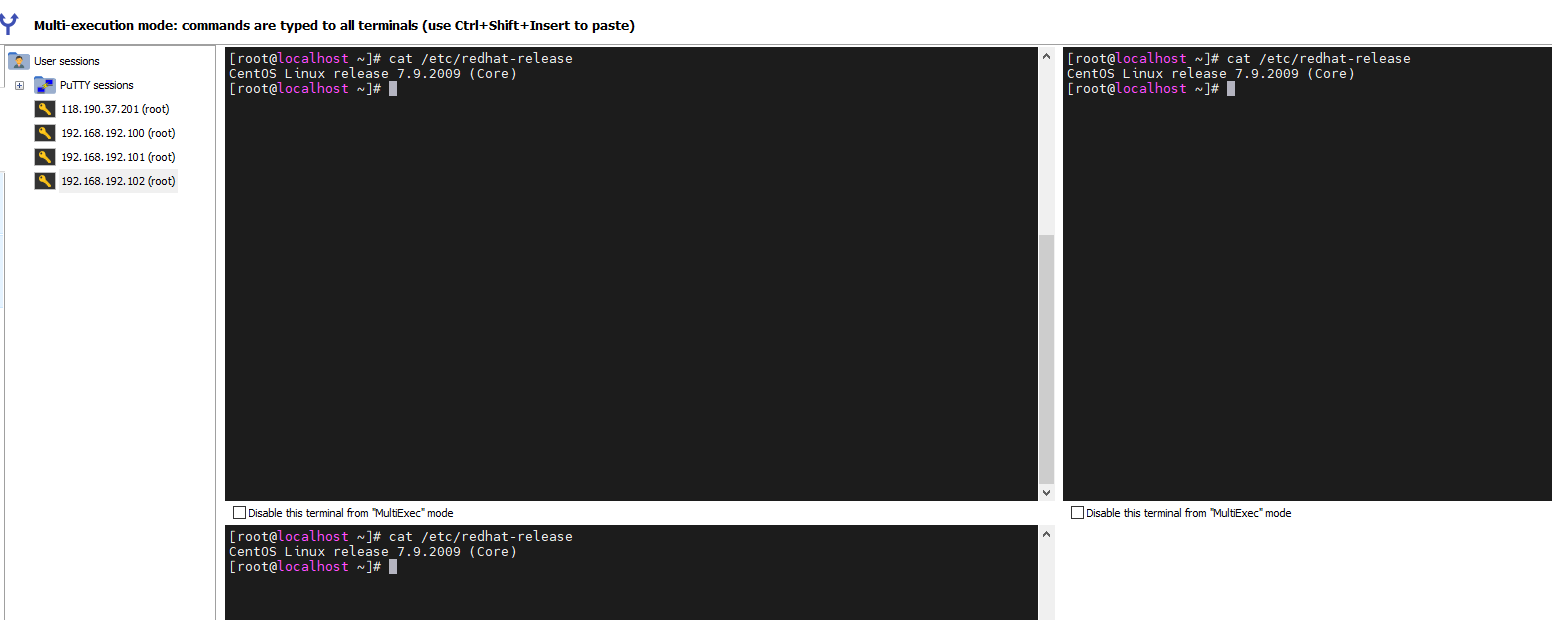 Multi-execution mode: commands are typed to all terminals (use Ctrl+Shift+Insert to paste)
User sessions
PuTTY sessions
118.190.37.201 (root)
192.168.192.100 (root)
192.168.192.101 (root)
192.168.192.102 (root)
[root@localhost ~]# cat /etc/redhat-release
CentOS Linux release 7.9.2009 (Core)
[root@localhost ~]#
Disable this terminal from "MultiExec" mode
[root@localhost ~]# cat /etc/redhat-release
CentOS Linux release 7.9.2009 (Core)
[root@localhost ~]#
Disable this terminal from "MultiExec" mode
[root@localhost ~]# cat /etc/redhat-release
CentOS Linux release 7.9.2009 (Core)
[root@localhost ~]#